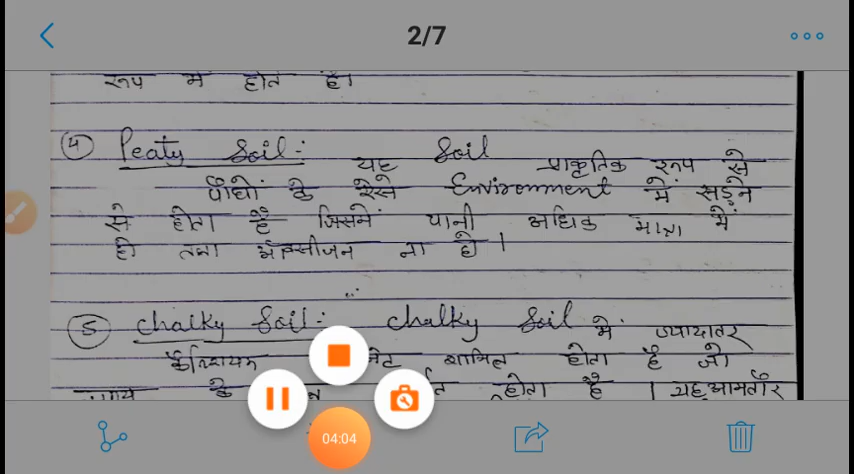 2/7
रूप में होते हैं।
(4) Peaty Soil:- यह Soil प्राकृतिक रूप से
पौधों के ऐसे Environment में सड़ने
से होता है जिसमें पानी अधिक मात्रा में
हो तथा ऑक्सीजन ना हो।
(5) Chalky Soil:- Chalky Soil में ज्यादातर
कैल्शियम शामिल होता है जो
समय के होता है । यह आमतौर
04:04